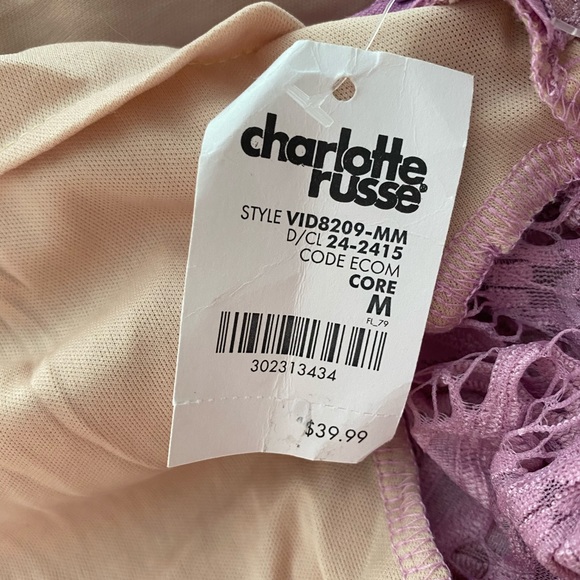 charlotte
russe®
STYLE VID8209-MM
D/CL 24-2415
CODE ECOM
CORE
M
FL_79
302313434
$39.99